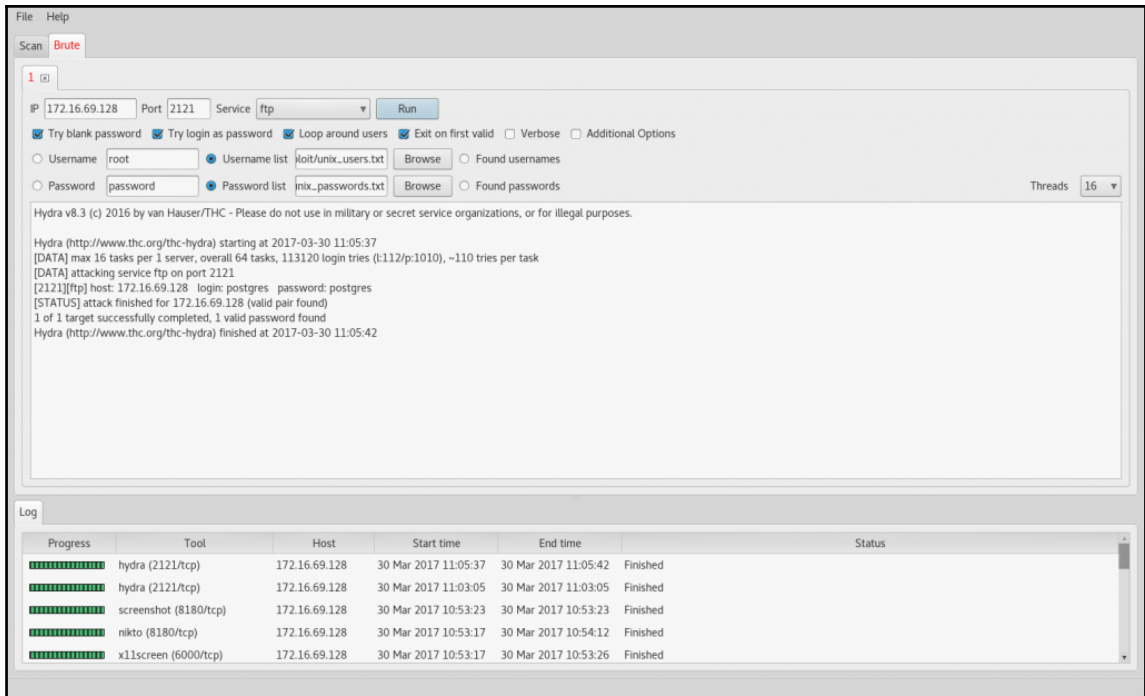 File Help
Scan Brute
1
IP 172.16.69.128 Port 2121 Service ftp Run
Try blank password Try login as password Loop around users Exit on first valid Verbose Additional Options
Username root Username list oloit/unix_users.txt Browse Found usernames
Password password Password list unix_passwords.txt Browse Found passwords Threads 16
Hydra v8.3 (c) 2016 by van Hauser/THC - Please do not use in military or secret service organizations, or for illegal purposes.
Hydra (http://www.thc.org/thc-hydra) starting at 2017-03-30 11:05:37
[DATA] max 16 tasks per 1 server, overall 64 tasks, 113120 login tries (l:112/p:1010), ~110 tries per task
[DATA] attacking service ftp on port 2121
[2121][ftp] host: 172.16.69.128 login: postgres password: postgres
[STATUS] attack finished for 172.16.69.128 (valid pair found)
1 of 1 target successfully completed, 1 valid password found
Hydra (http://www.thc.org/thc-hydra) finished at 2017-03-30 11:05:42
Log
Progress Tool Host Start time End time Status
hydra (2121/tcp) 172.16.69.128 30 Mar 2017 11:05:37 30 Mar 2017 11:05:42 Finished
hydra (2121/tcp) 172.16.69.128 30 Mar 2017 11:03:05 30 Mar 2017 11:03:05 Finished
screenshot (8180/tcp) 172.16.69.128 30 Mar 2017 10:53:23 30 Mar 2017 10:53:23 Finished
nikto (8180/tcp) 172.16.69.128 30 Mar 2017 10:53:17 30 Mar 2017 10:54:12 Finished
x11screen (6000/tcp) 172.16.69.128 30 Mar 2017 10:53:17 30 Mar 2017 10:53:26 Finished